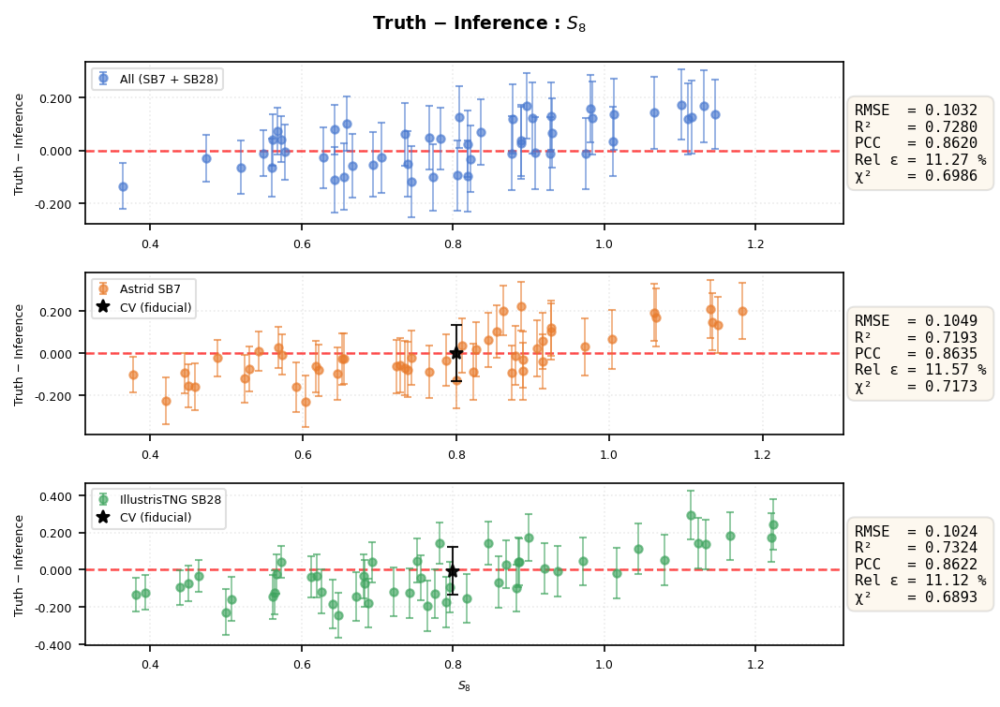 Truth − Inference : S₈
Truth − Inference
0.200
0.000
-0.200
All (SB7 + SB28)
0.4 0.6 0.8 1.0 1.2
RMSE = 0.1032
R² = 0.7280
PCC = 0.8620
Rel ε = 11.27 %
χ² = 0.6986
Truth − Inference
0.200
0.000
-0.200
Astrid SB7
CV (fiducial)
0.4 0.6 0.8 1.0 1.2
RMSE = 0.1049
R² = 0.7193
PCC = 0.8635
Rel ε = 11.57 %
χ² = 0.7173
Truth − Inference
0.400
0.200
0.000
-0.200
-0.400
IllustrisTNG SB28
CV (fiducial)
0.4 0.6 0.8 1.0 1.2
S₈
RMSE = 0.1024
R² = 0.7324
PCC = 0.8622
Rel ε = 11.12 %
χ² = 0.6893